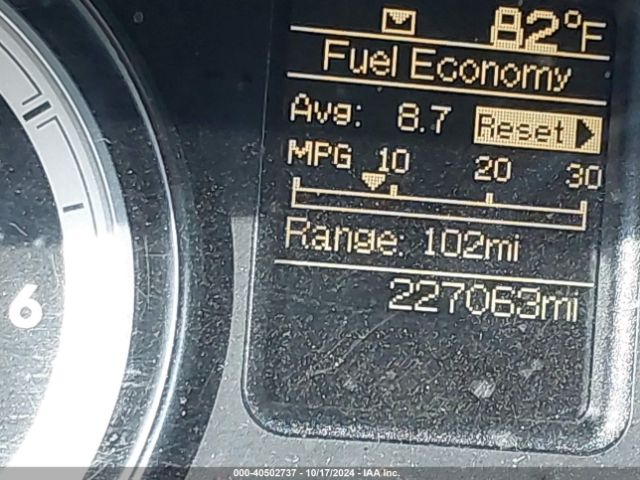 82°F
Fuel Economy
Avg: 8.7 Reset
MPG 10 20 30
Range: 102mi
227063mi
6
000-40502737 - 10/17/2024 - IAA Inc.